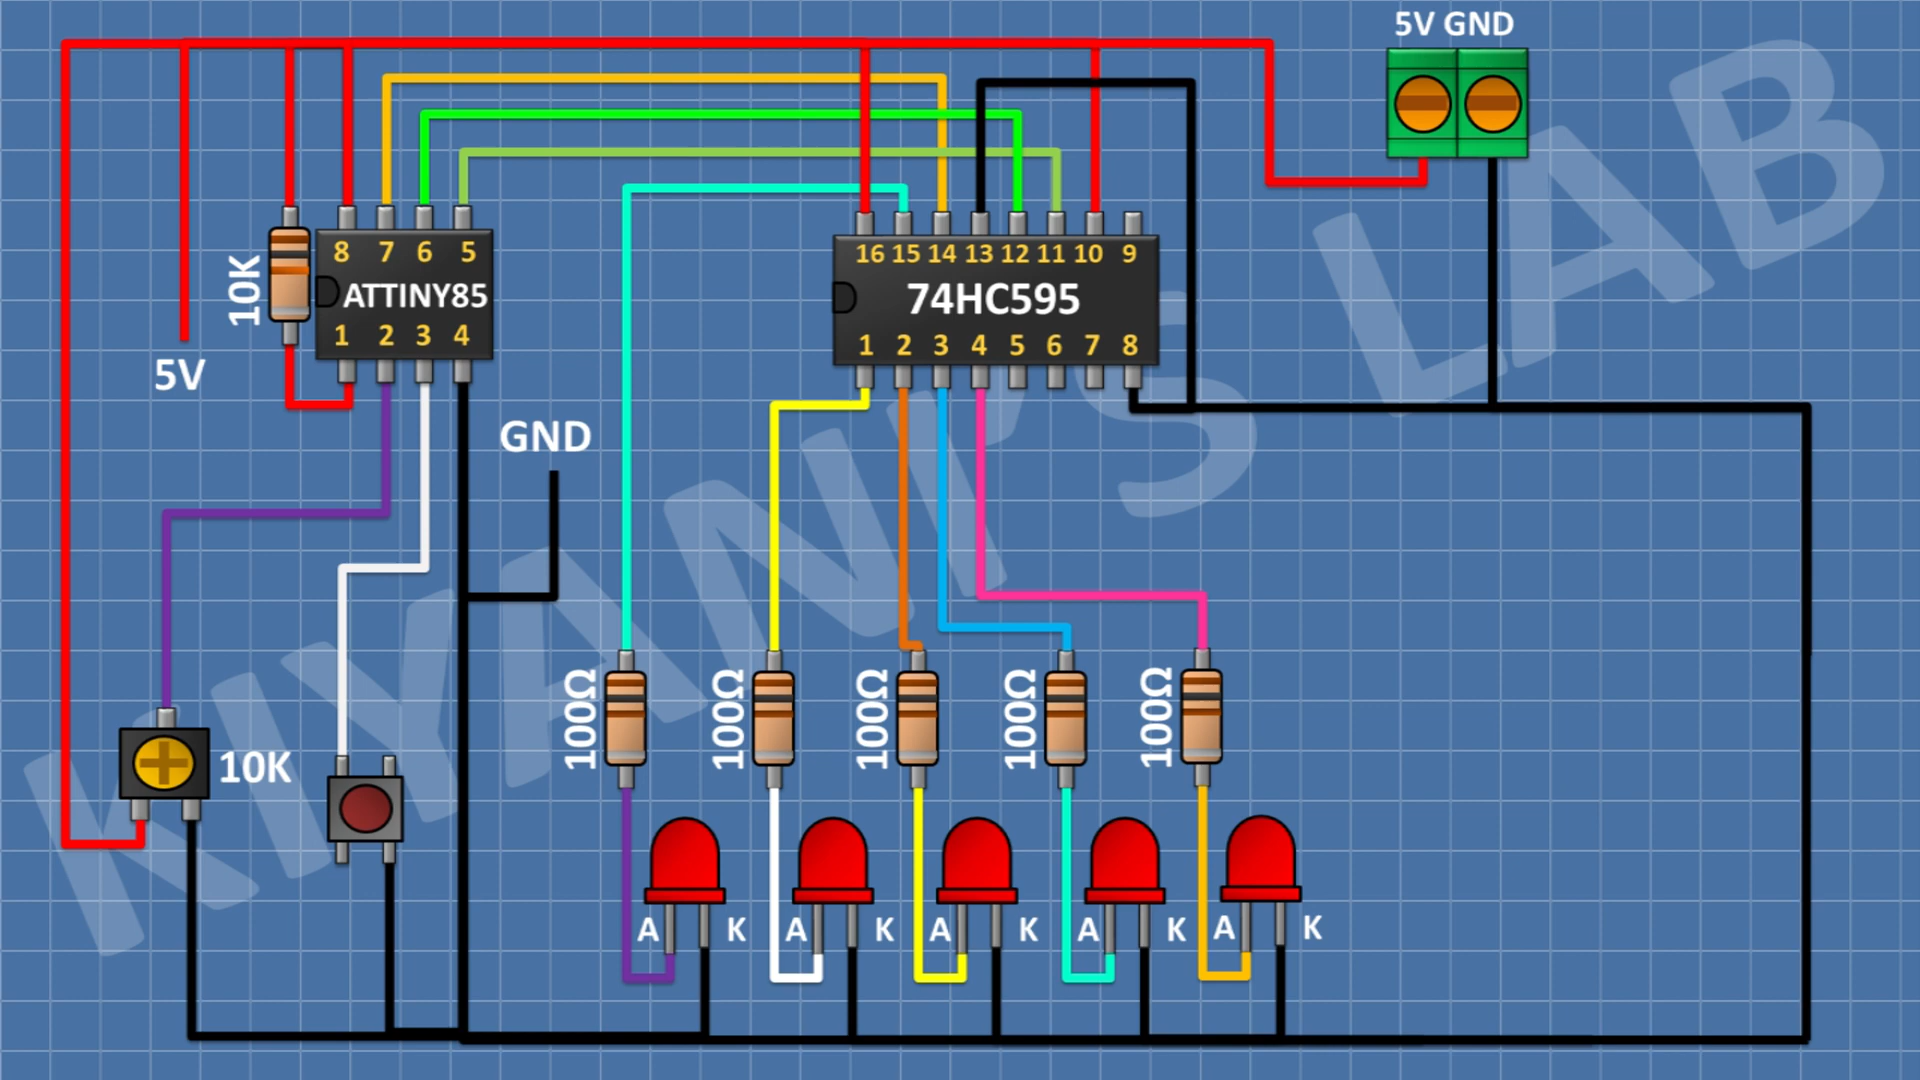 5V GND
8 7 6 5
ATTINY85
1 2 3 4
10K
5V
16 15 14 13 12 11 10 9
74HC595
1 2 3 4 5 6 7 8
GND
10K
100Ω
100Ω
100Ω
100Ω
100Ω
A K
A K
A K
A K
A K
KIYANI'S LAB